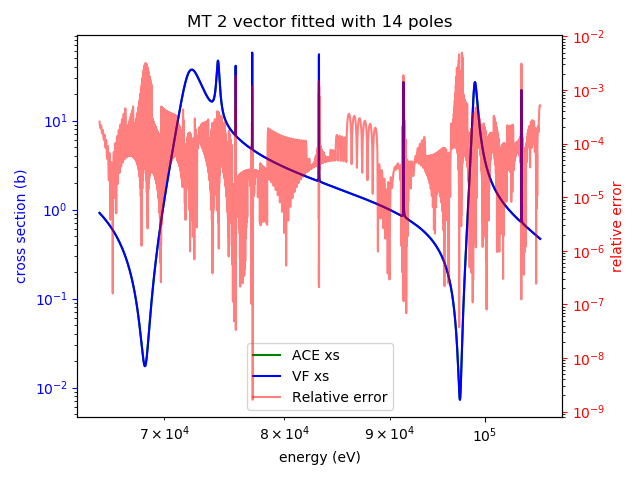 MT 2 vector fitted with 14 poles
cross section (b)
10¹
10⁰
10⁻¹
10⁻²
10⁻²
10⁻³
10⁻⁴
10⁻⁵
10⁻⁶
10⁻⁷
10⁻⁸
10⁻⁹
relative error
ACE xs
VF xs
Relative error
7 × 10⁴
8 × 10⁴
9 × 10⁴
10⁵
energy (eV)